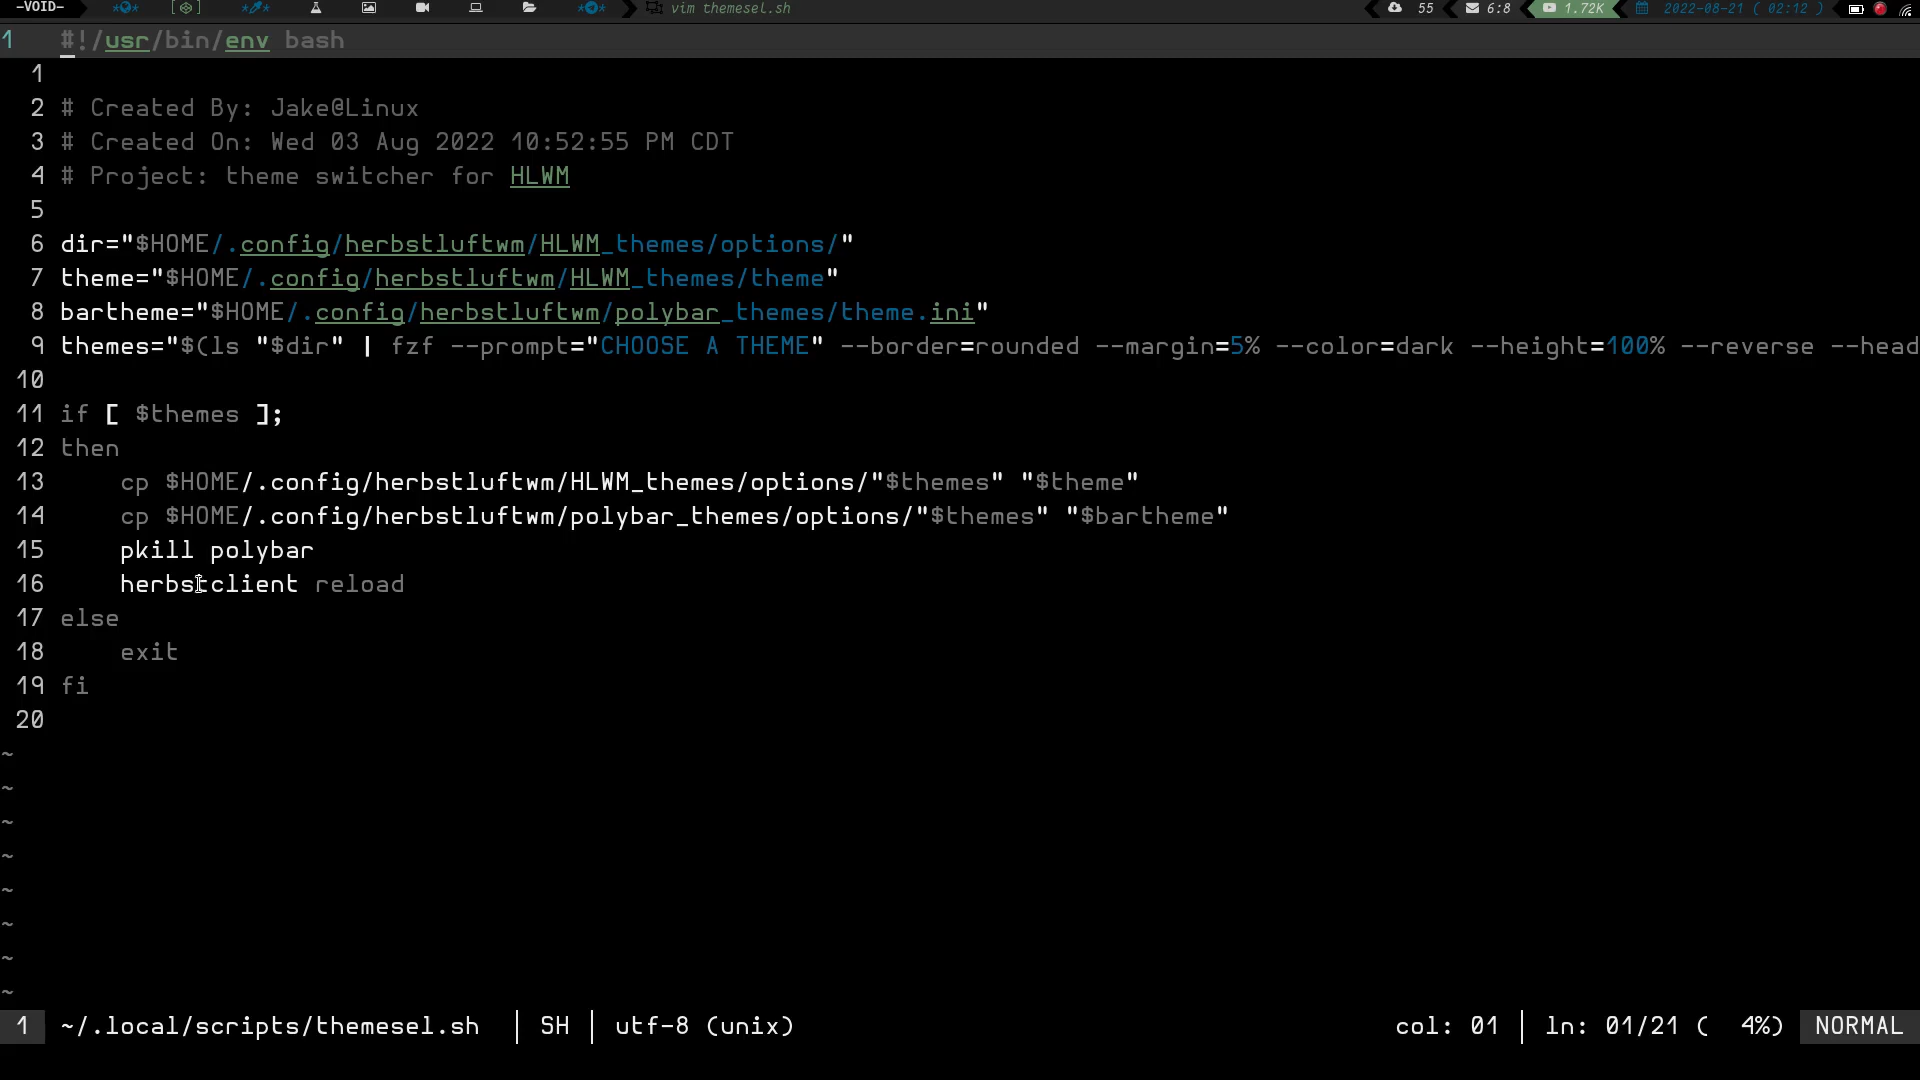 -VOID- vim themesel.sh 55 6:8 1.72K 2022-08-21 ( 02:12 )
1 #!/usr/bin/env bash
1
2 # Created By: Jake@Linux
3 # Created On: Wed 03 Aug 2022 10:52:55 PM CDT
4 # Project: theme switcher for HLWM
5
6 dir="$HOME/.config/herbstluftwm/HLWM_themes/options/"
7 theme="$HOME/.config/herbstluftwm/HLWM_themes/theme"
8 bartheme="$HOME/.config/herbstluftwm/polybar_themes/theme.ini"
9 themes="$(ls "$dir" | fzf --prompt="CHOOSE A THEME" --border=rounded --margin=5% --color=dark --height=100% --reverse --head
10
11 if [ $themes ];
12 then
13 cp $HOME/.config/herbstluftwm/HLWM_themes/options/"$themes" "$theme"
14 cp $HOME/.config/herbstluftwm/polybar_themes/options/"$themes" "$bartheme"
15 pkill polybar
16 herbstclient reload
17 else
18 exit
19 fi
20
~
~
~
~
~
~
~
~
1 ~/.local/scripts/themesel.sh | SH | utf-8 (unix) col: 01 | ln: 01/21 ( 4%) NORMAL